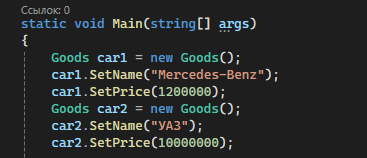 Ссылок: 0
static void Main(string[] args)
{
Goods car1 = new Goods();
car1.SetName("Mercedes-Benz");
car1.SetPrice(1200000);
Goods car2 = new Goods();
car2.SetName("УАЗ");
car2.SetPrice(10000000);